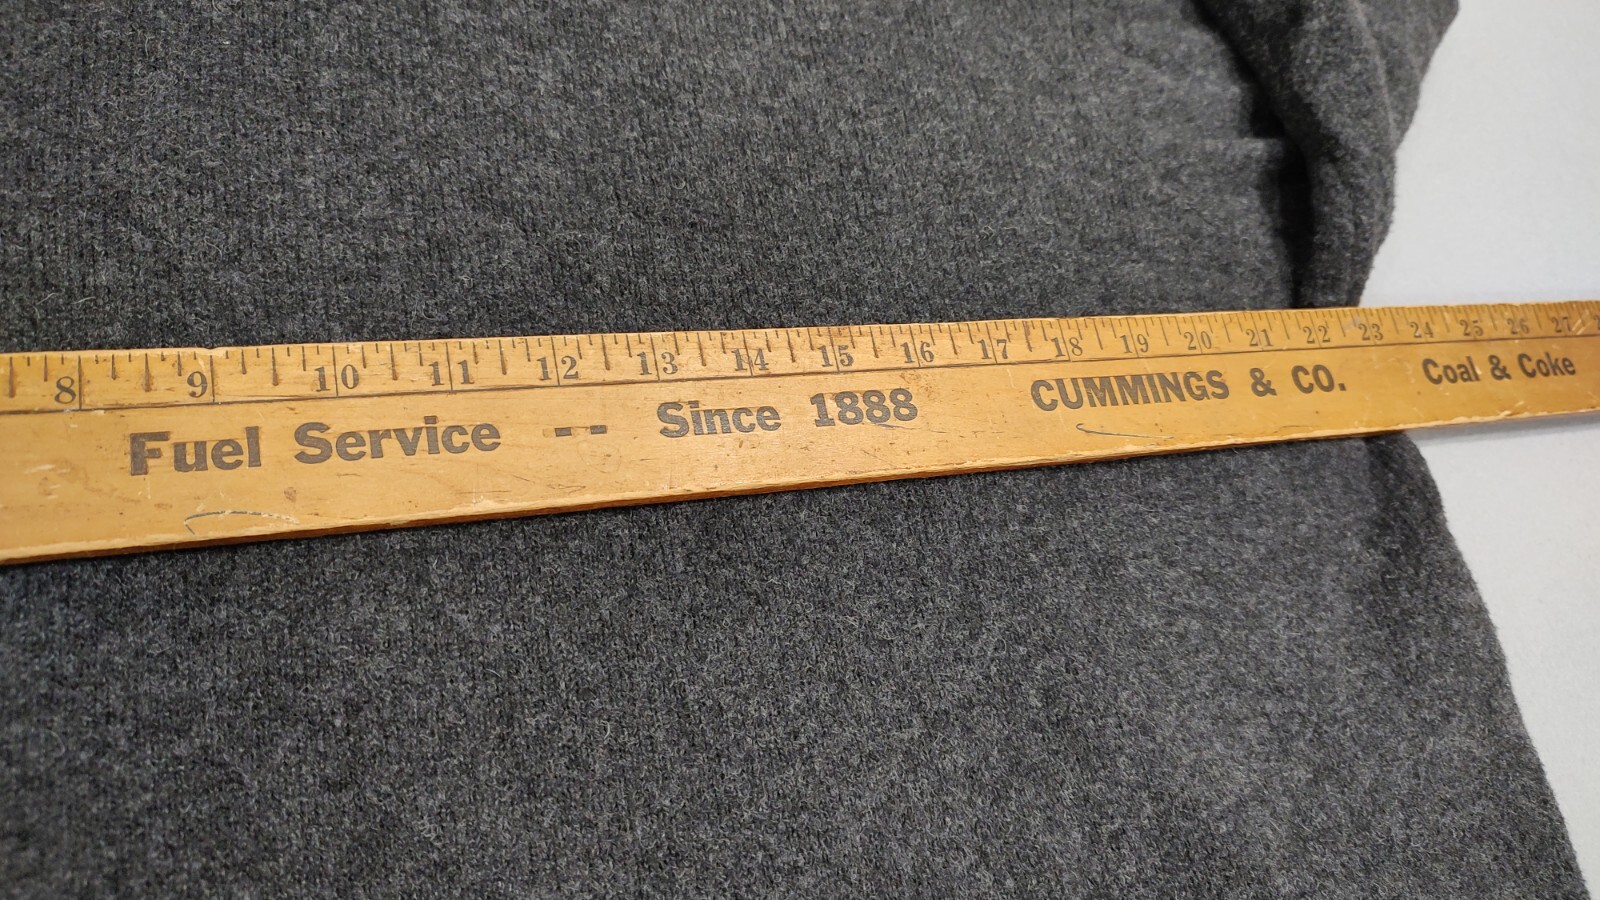 8 9 10 11 12 13 14 15 16 17 18 19 20 21 22 23 24 25 26 27
Fuel Service -- Since 1888 CUMMINGS & CO. Coal & Coke